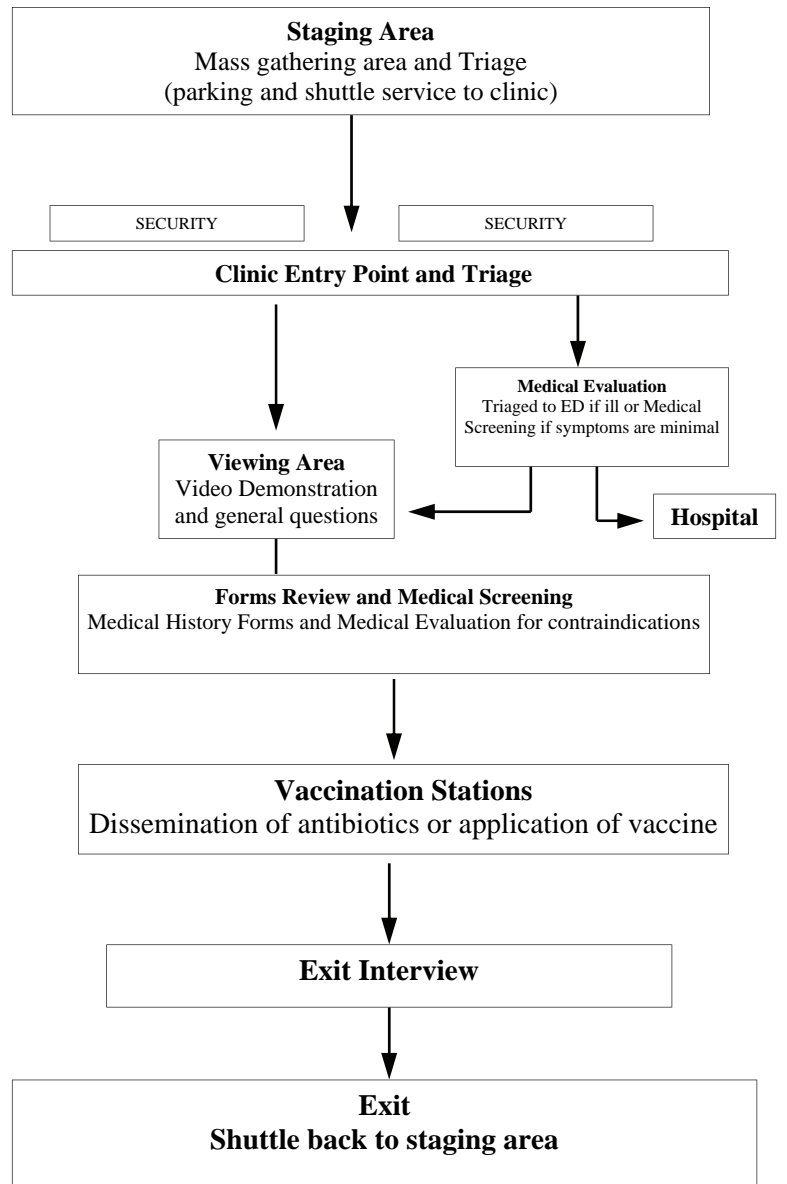 Staging Area
Mass gathering area and Triage
(parking and shuttle service to clinic)
SECURITY
SECURITY
Clinic Entry Point and Triage
Medical Evaluation
Triaged to ED if ill or Medical
Screening if symptoms are minimal
Viewing Area
Video Demonstration
and general questions
Hospital
Forms Review and Medical Screening
Medical History Forms and Medical Evaluation for contraindications
Vaccination Stations
Dissemination of antibiotics or application of vaccine
Exit Interview
Exit
Shuttle back to staging area